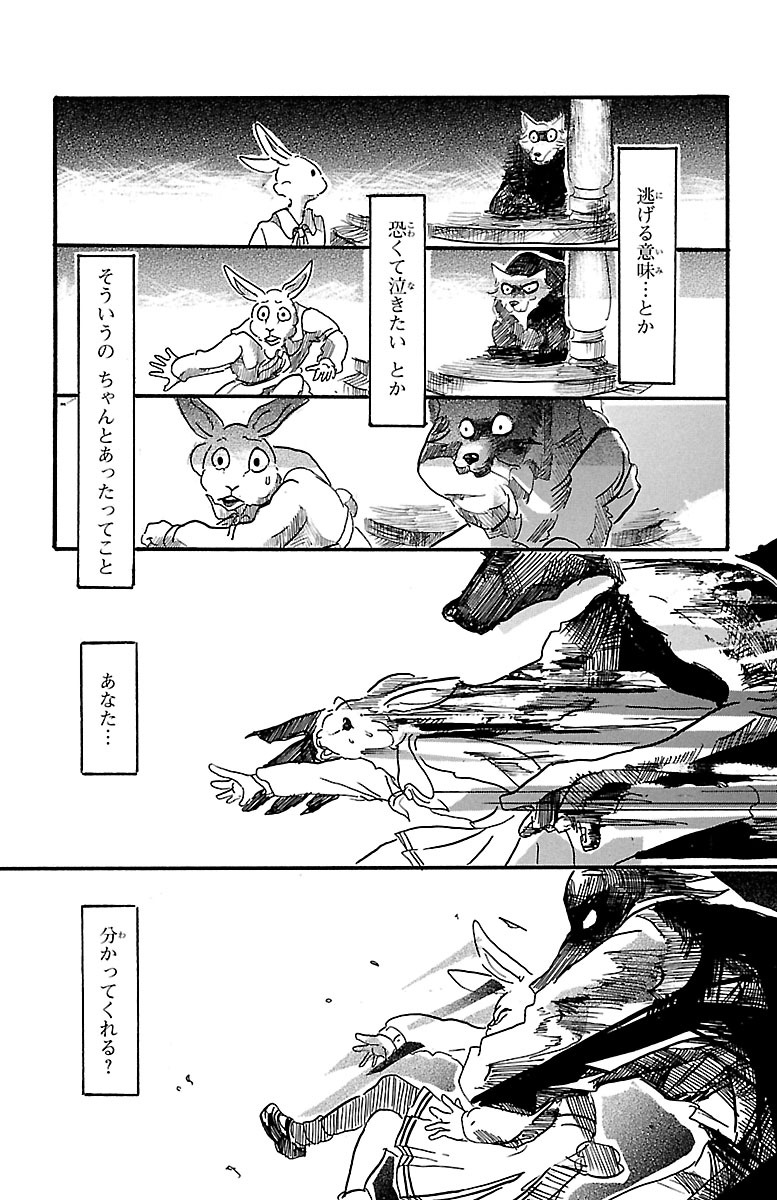 逃げる意味…とか
恐くて泣きたい とか
そういうの ちゃんとあったってこと
あなた…
分かってくれる?